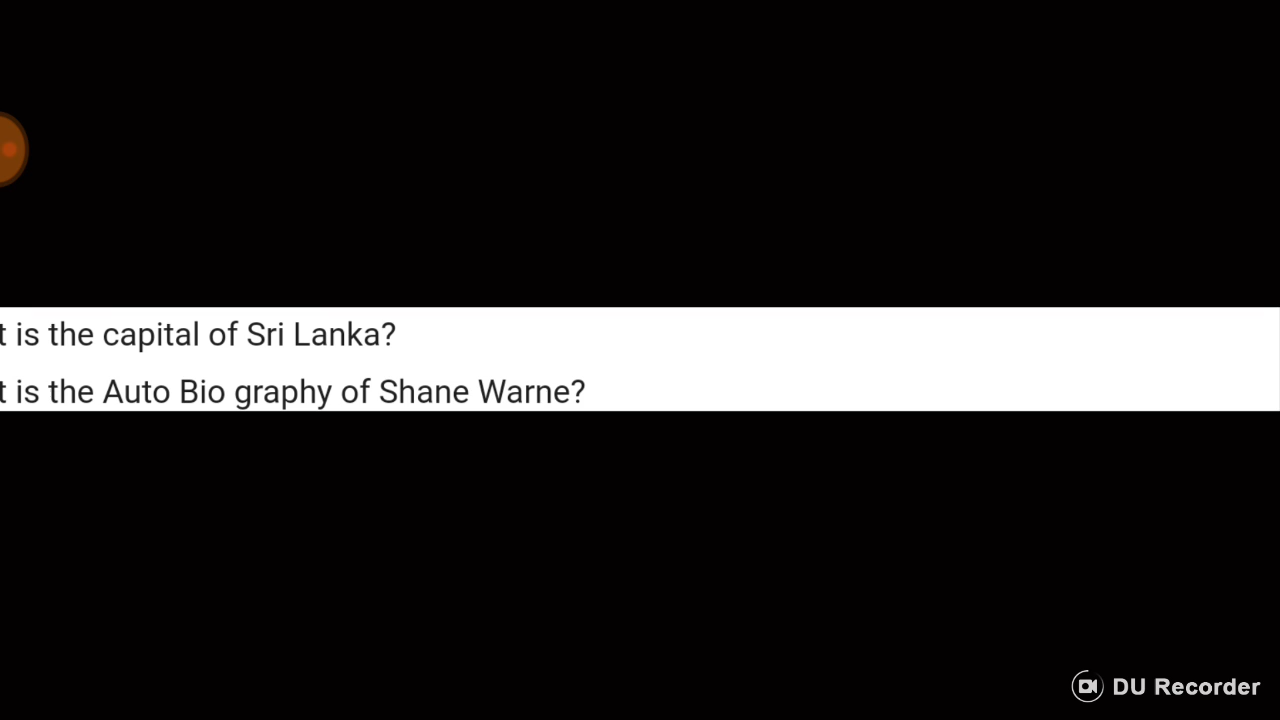 t is the capital of Sri Lanka?
t is the Auto Bio graphy of Shane Warne?
DU Recorder